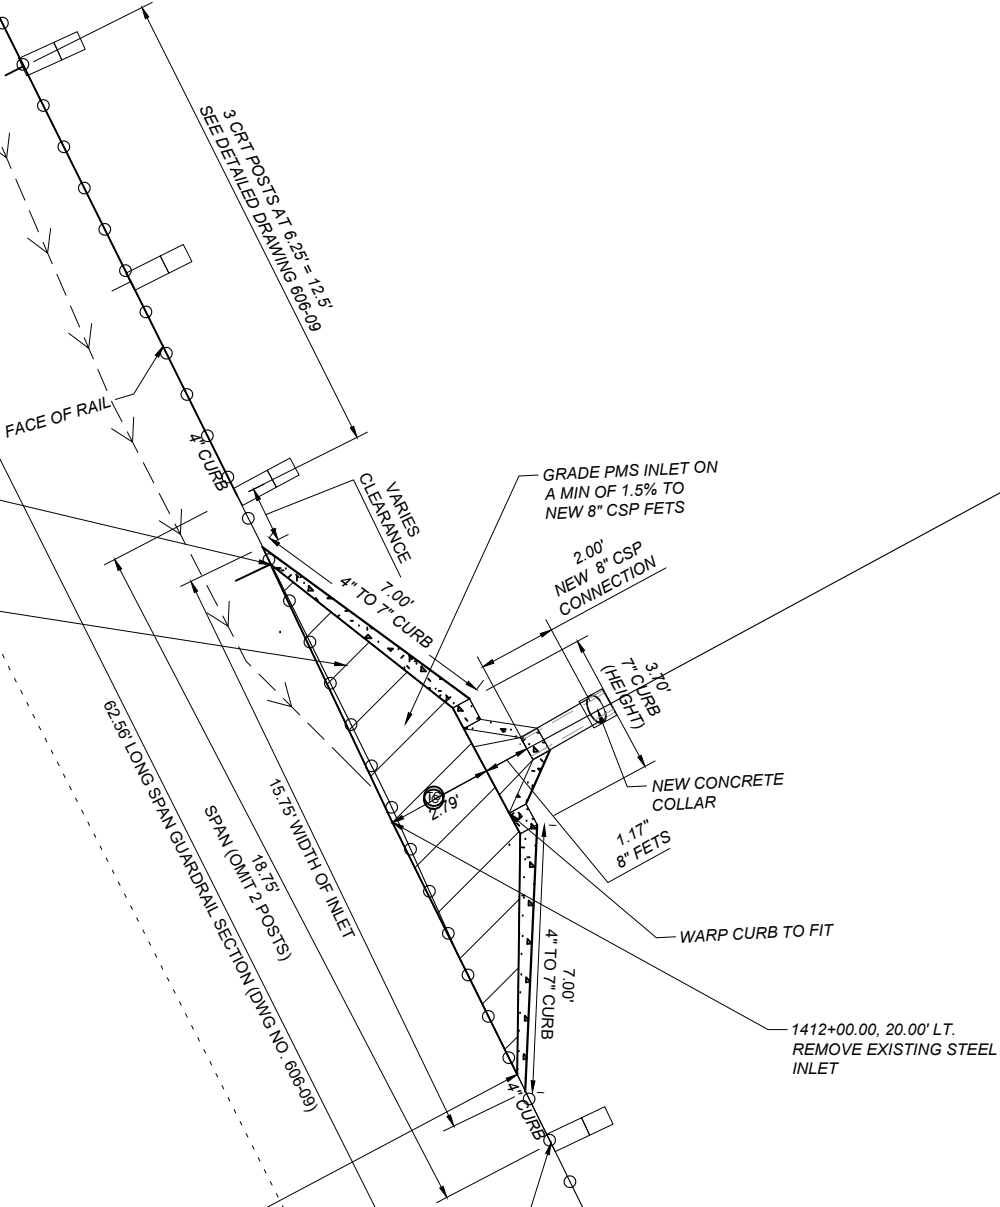 3 CRT POSTS AT 6.25' = 12.5'
SEE DETAILED DRAWING 606-09
FACE OF RAIL
4" CURB
VARIES
CLEARANCE
GRADE PMS INLET ON
A MIN OF 1.5% TO
NEW 8" CSP FETS
2.00'
NEW 8" CSP
CONNECTION
7.00'
4" TO 7" CURB
3.70'
7" CURB
(HEIGHT)
NEW CONCRETE
COLLAR
2.79'
1.17"
8" FETS
WARP CURB TO FIT
15.75' WIDTH OF INLET
18.75'
SPAN (OMIT 2 POSTS)
62.56' LONG SPAN GUARDRAIL SECTION (DWG NO. 606-09)
7.00'
4" TO 7" CURB
1412+00.00, 20.00' LT.
REMOVE EXISTING STEEL
INLET
4" CURB